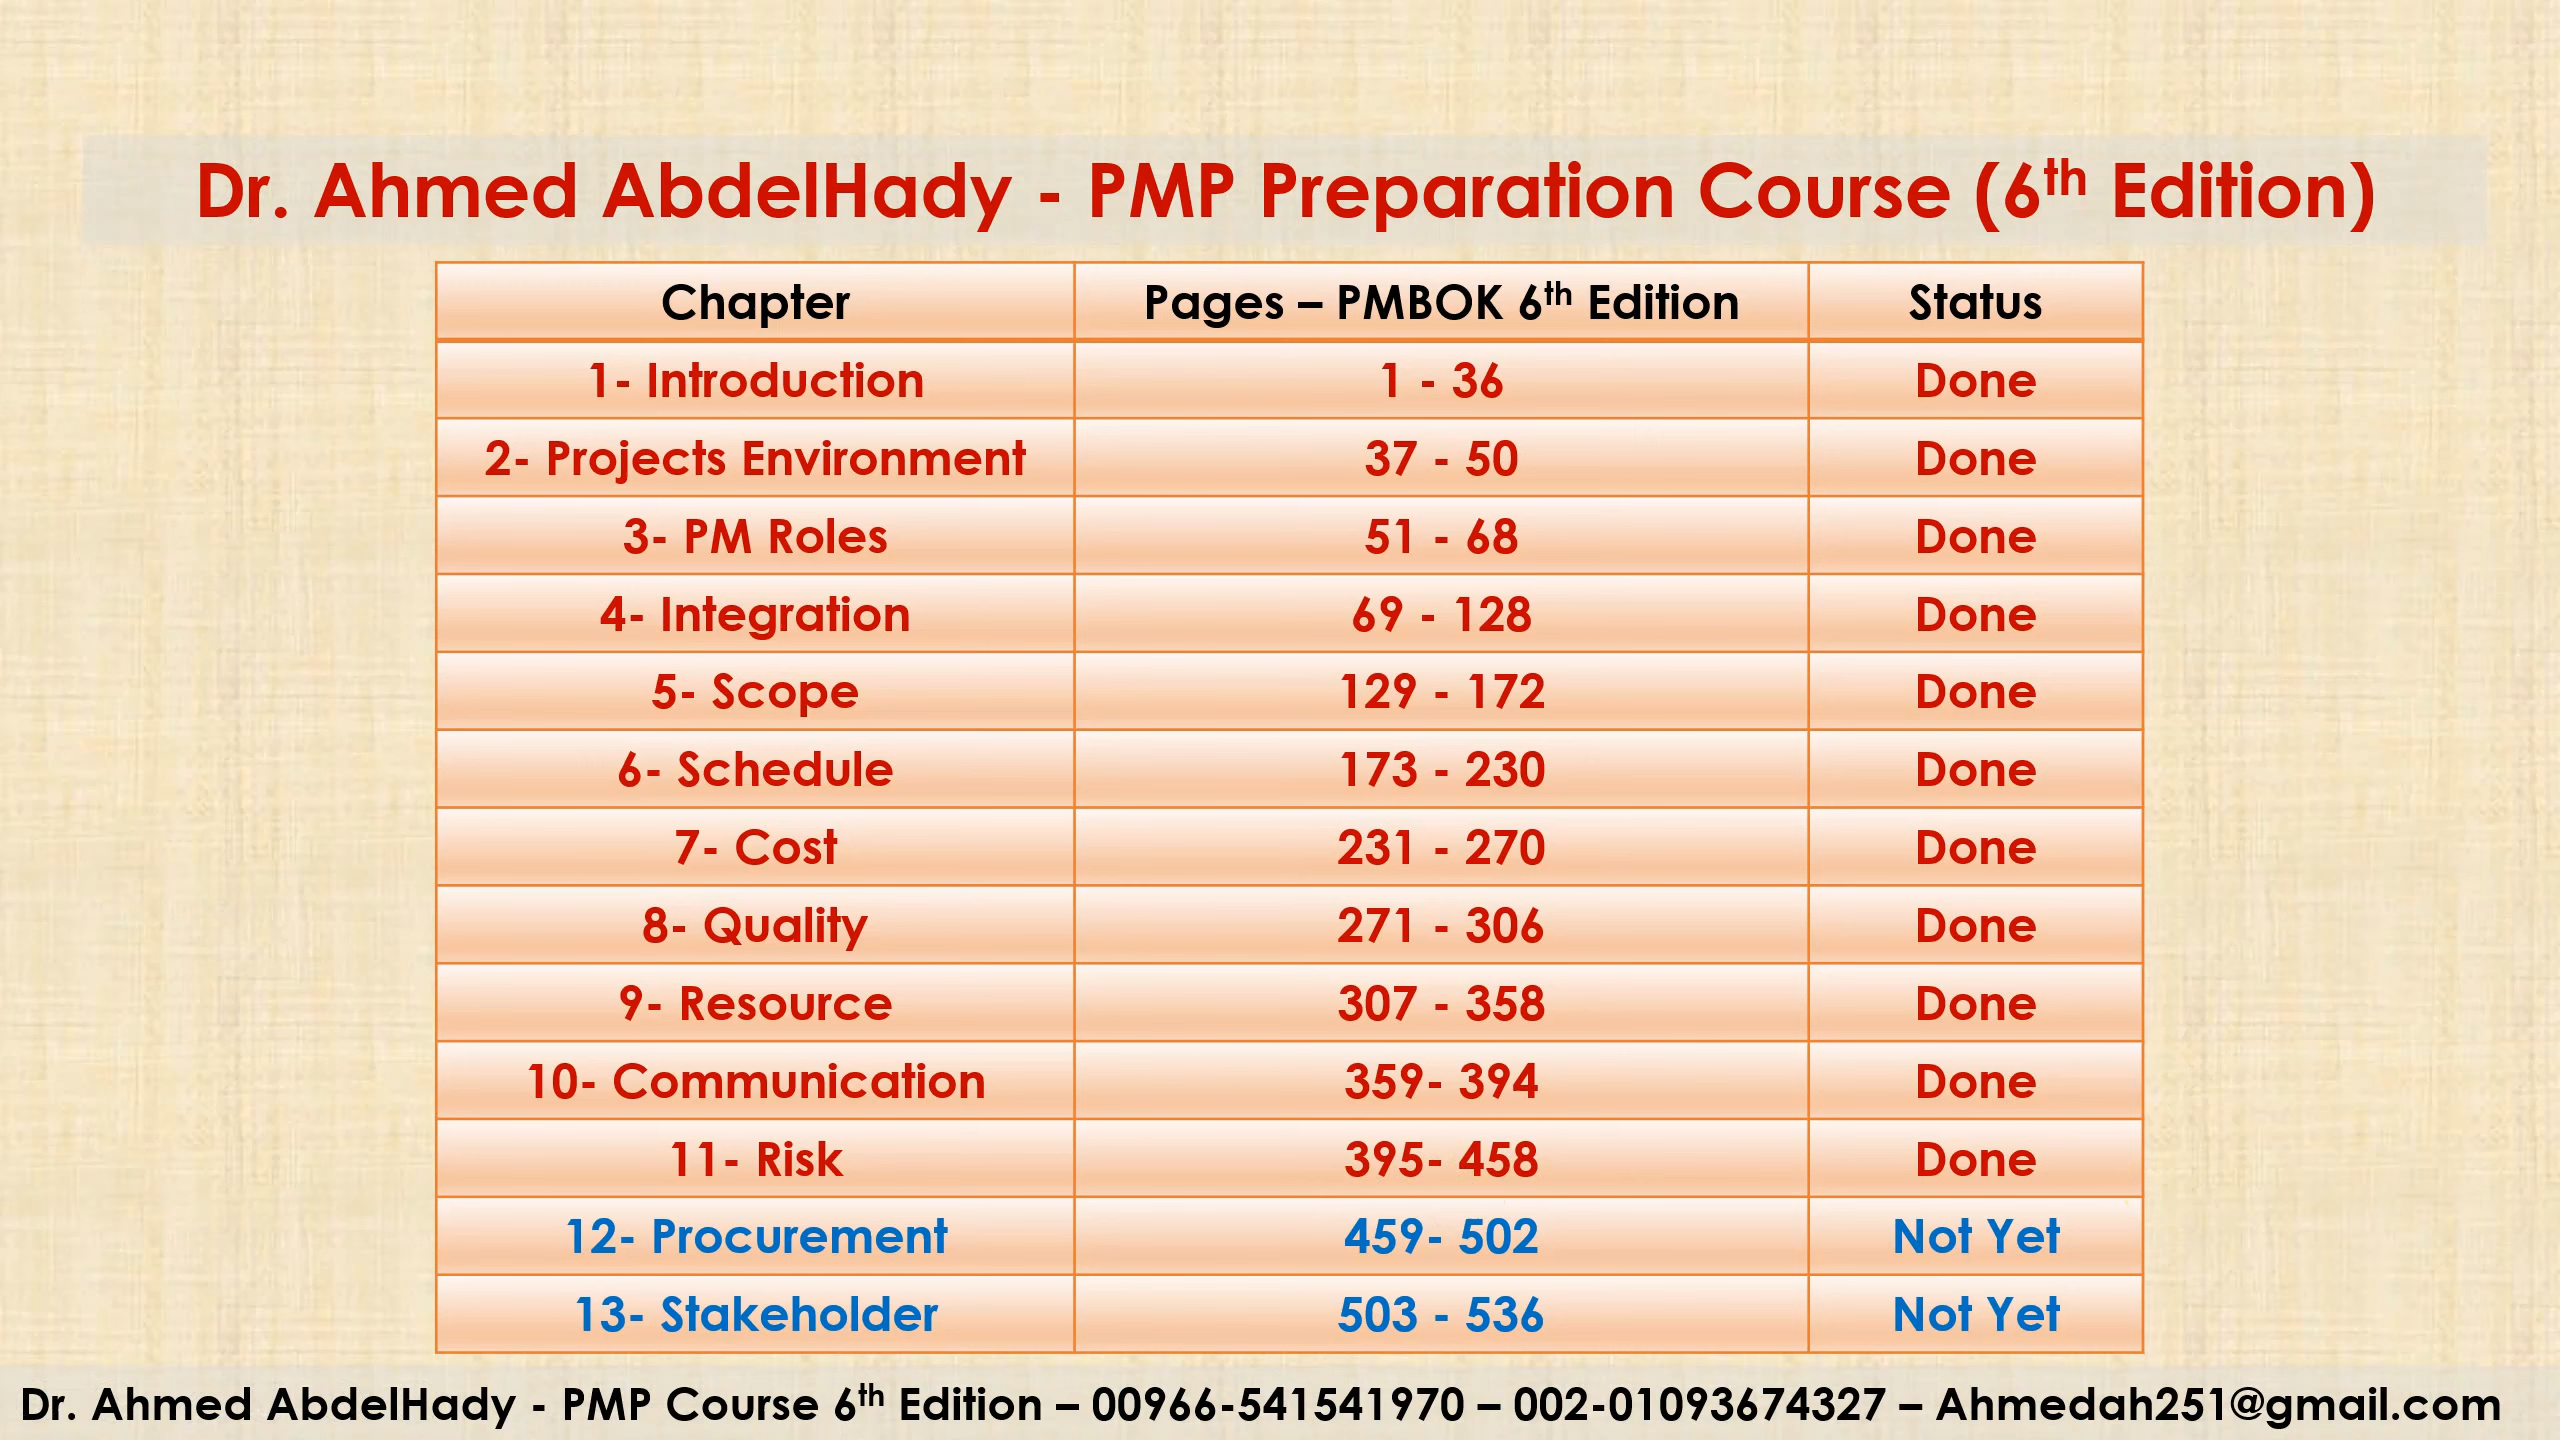 Dr. Ahmed AbdelHady - PMP Preparation Course (6th Edition)
Chapter Pages – PMBOK 6th Edition Status
1- Introduction 1 - 36 Done
2- Projects Environment 37 - 50 Done
3- PM Roles 51 - 68 Done
4- Integration 69 - 128 Done
5- Scope 129 - 172 Done
6- Schedule 173 - 230 Done
7- Cost 231 - 270 Done
8- Quality 271 - 306 Done
9- Resource 307 - 358 Done
10- Communication 359- 394 Done
11- Risk 395- 458 Done
12- Procurement 459- 502 Not Yet
13- Stakeholder 503 - 536 Not Yet
Dr. Ahmed AbdelHady - PMP Course 6th Edition – 00966-541541970 – 002-01093674327 – Ahmedah251@gmail.com